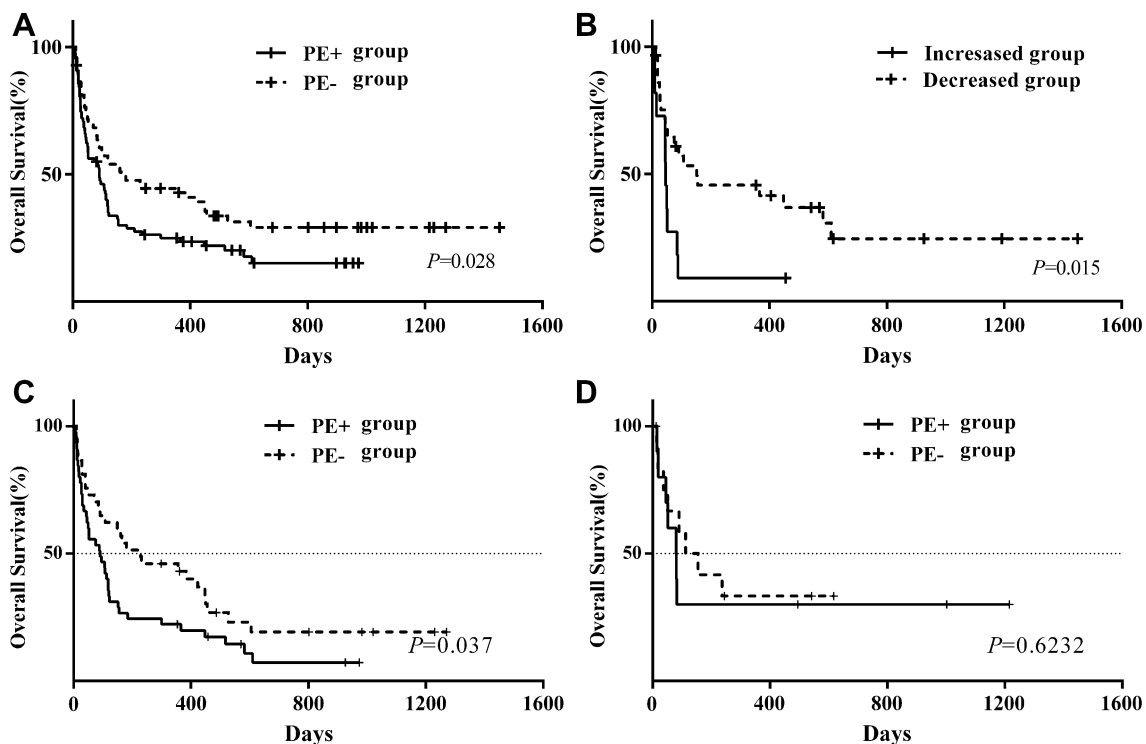 A
PE+ group
PE- group
Overall Survival(%)
100
50
P=0.028
0 400 800 1200 1600
Days
B
Incresased group
Decreased group
Overall Survival(%)
100
50
P=0.015
0 400 800 1200 1600
Days
C
PE+ group
PE- group
Overall Survival(%)
100
50
P=0.037
0 400 800 1200 1600
Days
D
PE+ group
PE- group
Overall Survival(%)
100
50
P=0.6232
0 400 800 1200 1600
Days